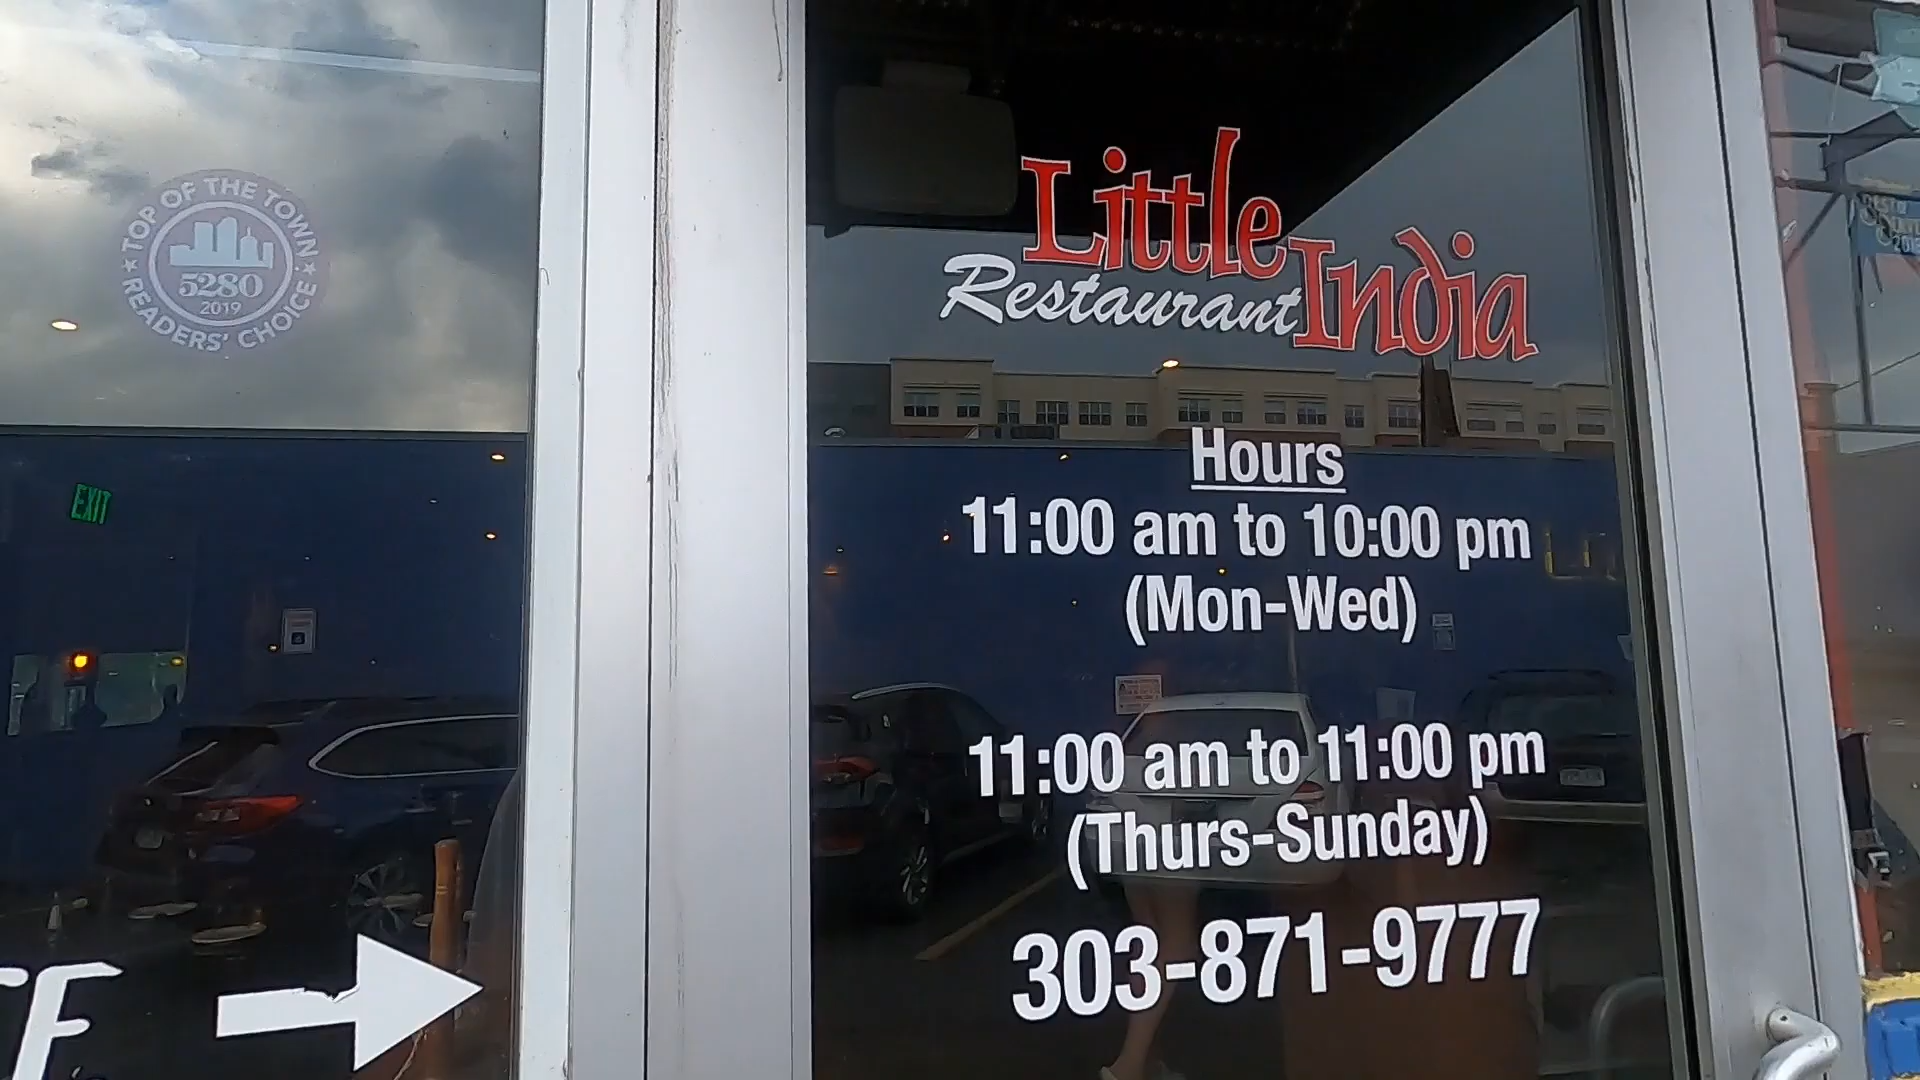 TOP OF THE TOWN
5280
2019
READERS' CHOICE
EXIT
Little
India
Restaurant
Hours
11:00 am to 10:00 pm
(Mon-Wed)
11:00 am to 11:00 pm
(Thurs-Sunday)
303-871-9777